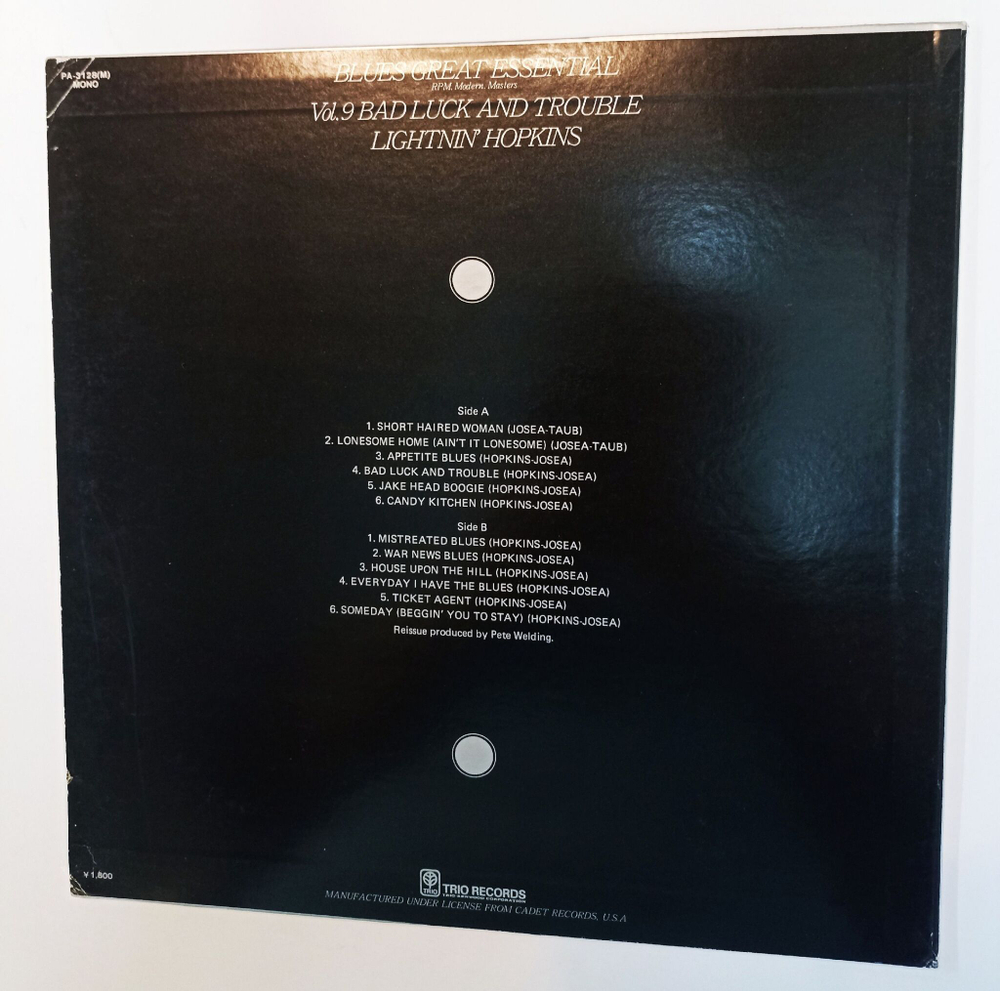 PA-3128(M)
MONO
BLUES GREAT ESSENTIAL
RPM. Modern. Masters
Vol.9 BAD LUCK AND TROUBLE
LIGHTNIN' HOPKINS
Side A
1. SHORT HAIRED WOMAN (JOSEA-TAUB)
2. LONESOME HOME (AIN'T IT LONESOME) (JOSEA-TAUB)
3. APPETITE BLUES (HOPKINS-JOSEA)
4. BAD LUCK AND TROUBLE (HOPKINS-JOSEA)
5. JAKE HEAD BOOGIE (HOPKINS-JOSEA)
6. CANDY KITCHEN (HOPKINS-JOSEA)
Side B
1. MISTREATED BLUES (HOPKINS-JOSEA)
2. WAR NEWS BLUES (HOPKINS-JOSEA)
3. HOUSE UPON THE HILL (HOPKINS-JOSEA)
4. EVERYDAY I HAVE THE BLUES (HOPKINS-JOSEA)
5. TICKET AGENT (HOPKINS-JOSEA)
6. SOMEDAY (BEGGIN' YOU TO STAY) (HOPKINS-JOSEA)
Reissue produced by Pete Welding.
¥1,800
TRIO
TRIO RECORDS
TRIO-KENWOOD CORPORATION
MANUFACTURED UNDER LICENSE FROM CADET RECORDS, U.S.A